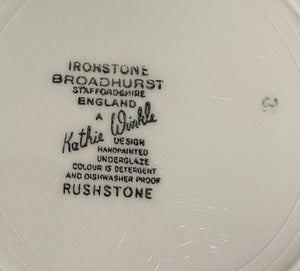 IRONSTONE
BROADHURST
STAFFORDSHIRE
ENGLAND
A
Kathie Winkle
DESIGN
HANDPAINTED
UNDERGLAZE
COLOUR IS DETERGENT
AND DISHWASHER PROOF
RUSHSTONE